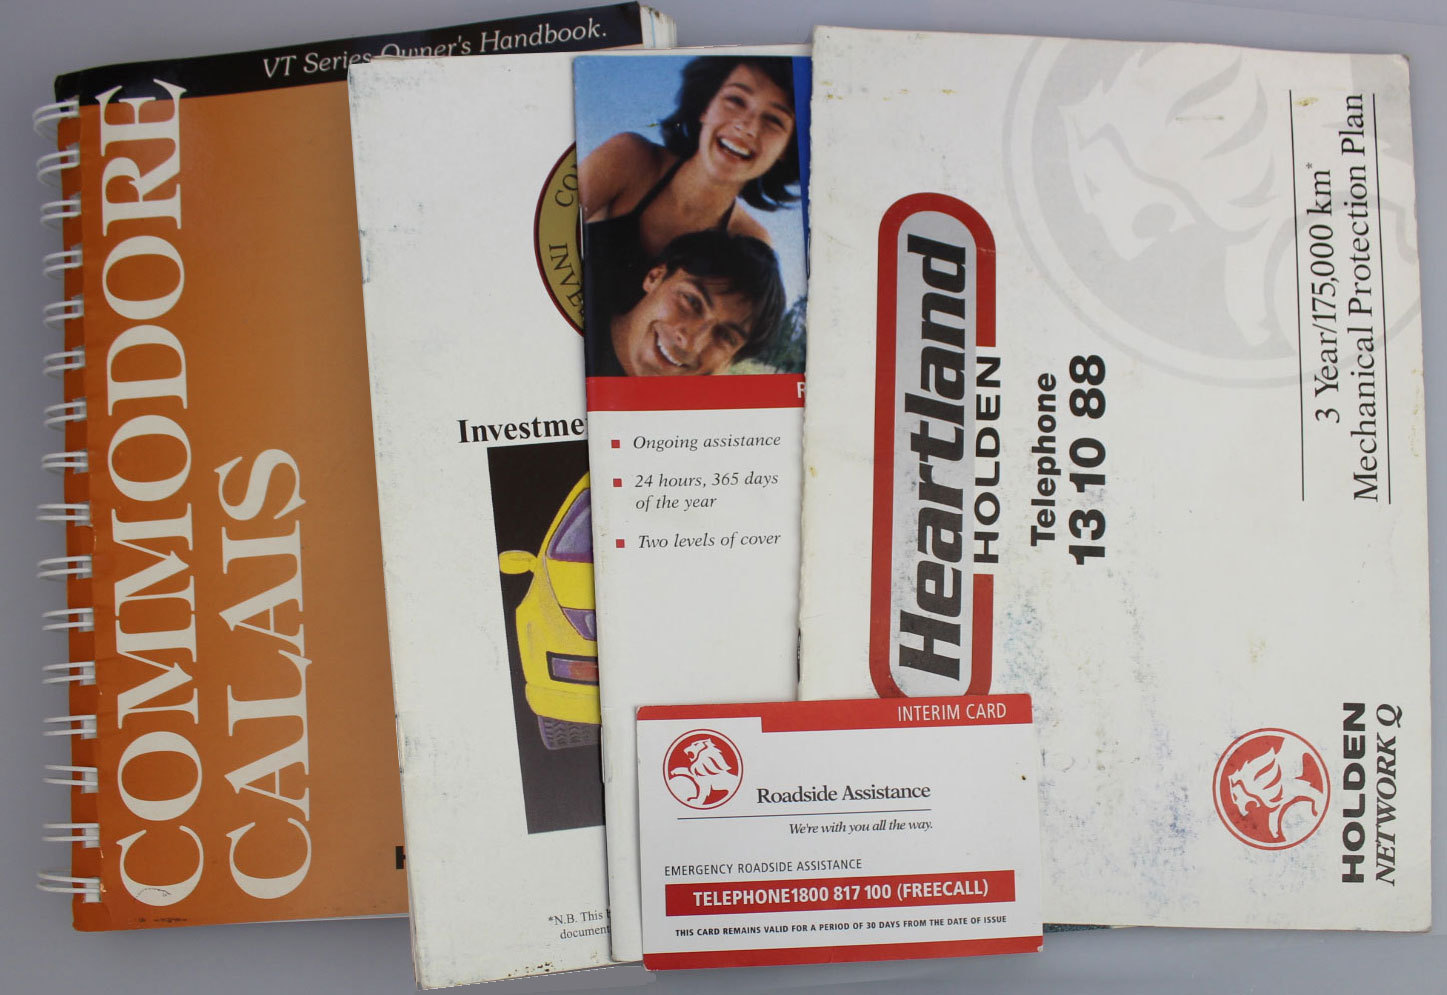 VT Series Owner's Handbook.
COMMODORE
CALAIS
Investme
*N.B. This b
document
Ongoing assistance
24 hours, 365 days
of the year
Two levels of cover
Heartland
HOLDEN
Telephone
13 10 88
3 Year/175,000 km*
Mechanical Protection Plan
HOLDEN
NETWORK Q
INTERIM CARD
Roadside Assistance
We're with you all the way.
EMERGENCY ROADSIDE ASSISTANCE
TELEPHONE1800 817 100 (FREECALL)
THIS CARD REMAINS VALID FOR A PERIOD OF 30 DAYS FROM THE DATE OF ISSUE